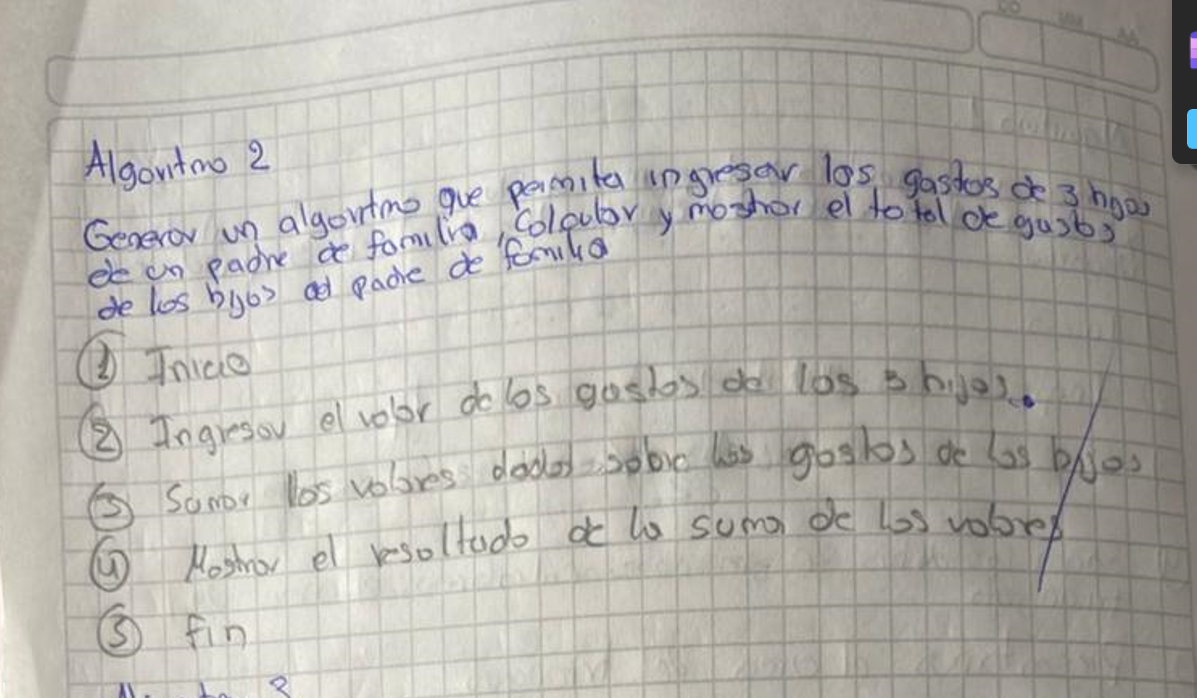 Algoritmo 2
Generar un algoritmo que permita ingresar los gastos de 3 hijos
de un padre de familia, Calcular y mostrar el total de gastos
de los hijos del padre de familia
1 Inicio
2 Ingresar el valor de los gastos de los 3 hijos.
3 Sumar los valores dados sobre los gastos de los hijos
4 Mostrar el resultado de la suma de los valores
5 fin